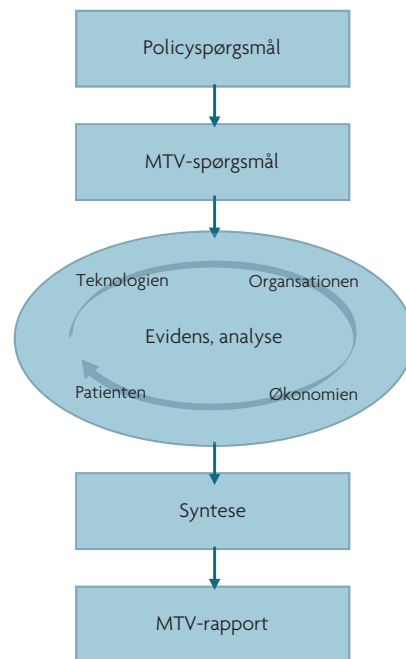 Policyspørgsmål
MTV-spørgsmål
Teknologien
Organsationen
Evidens, analyse
Patienten
Økonomien
Syntese
MTV-rapport